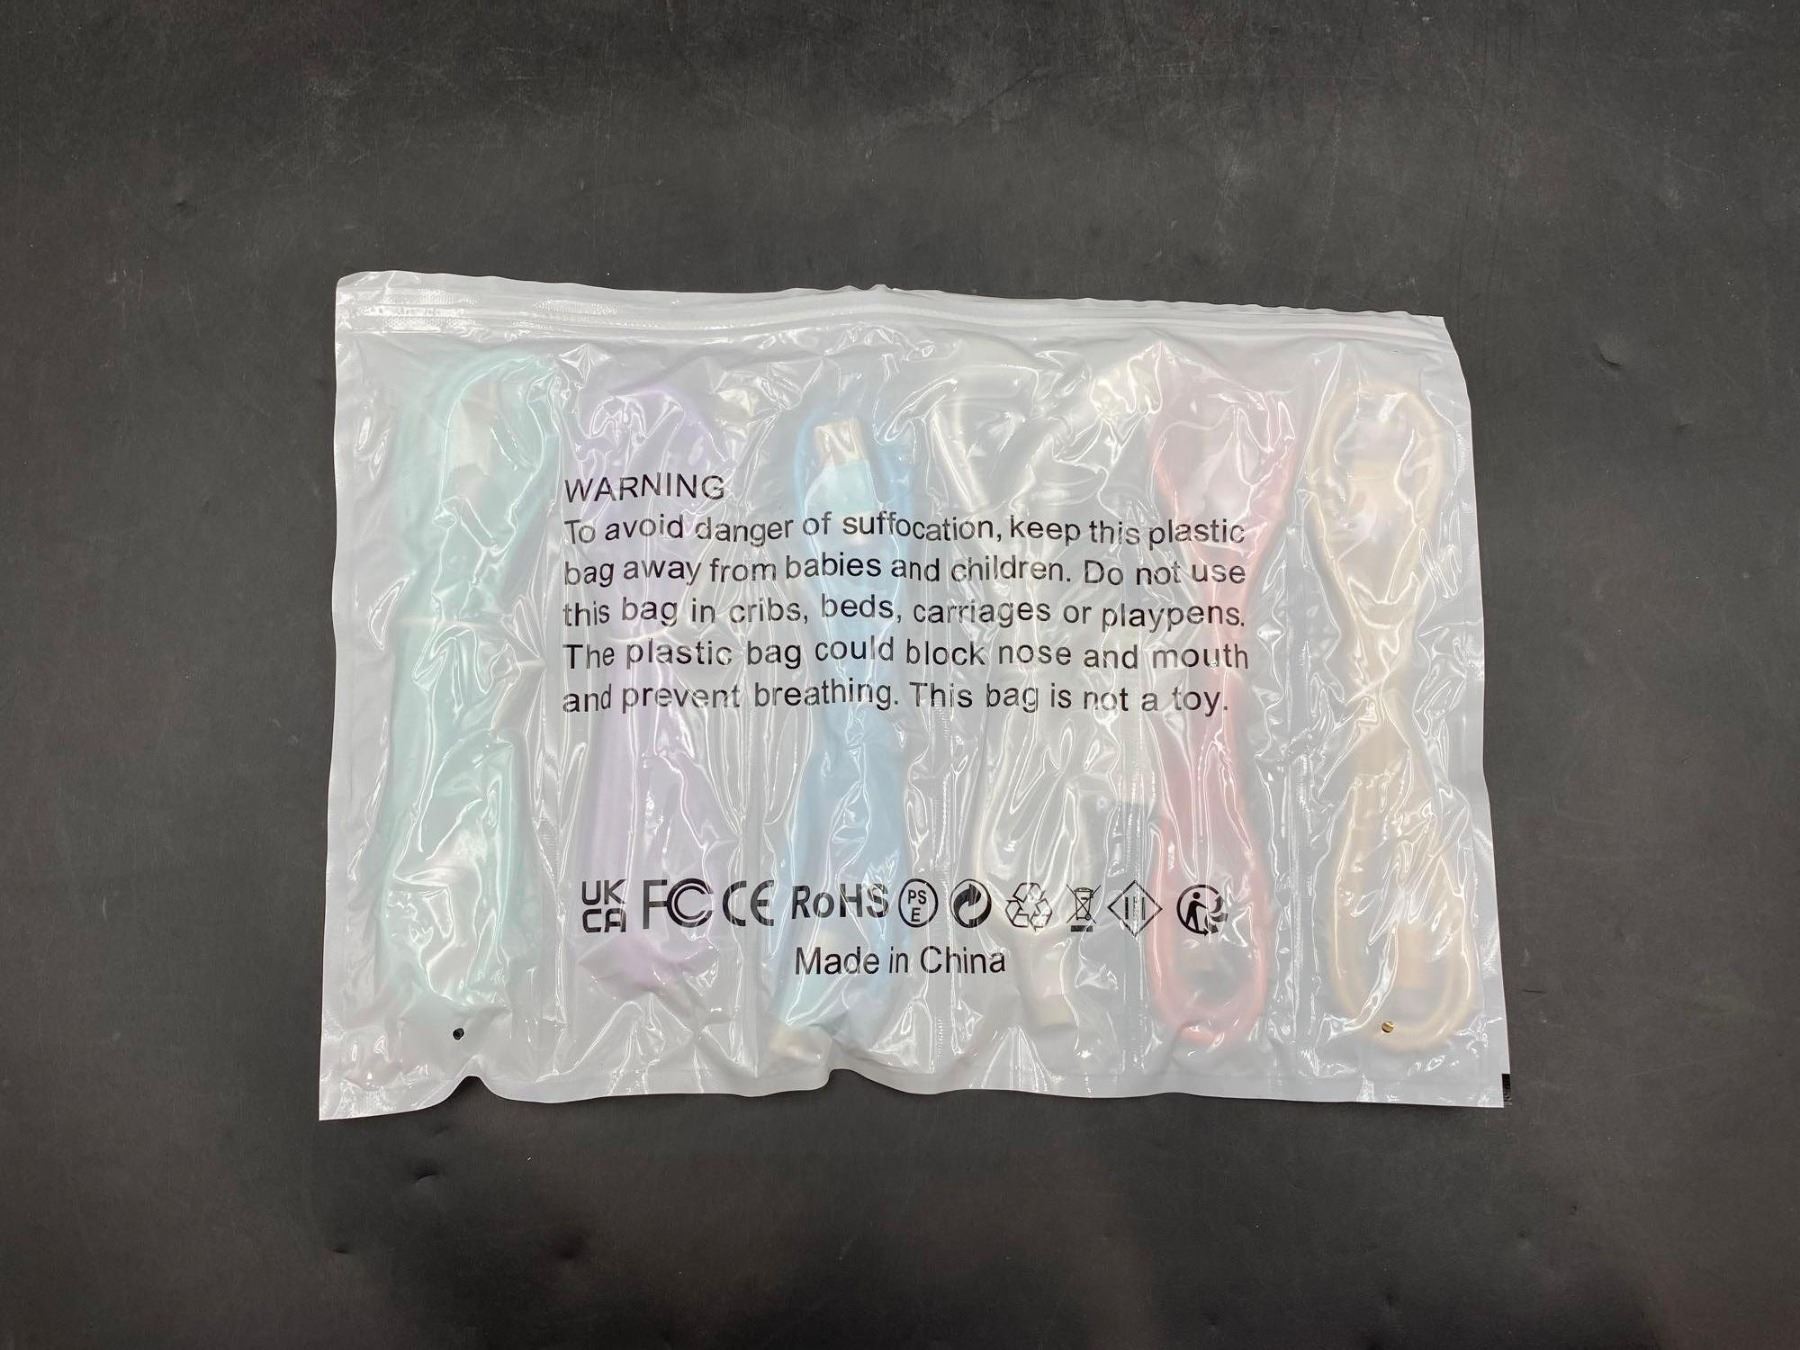 WARNING
To avoid danger of suffocation, keep this plastic
bag away from babies and children. Do not use
this bag in cribs, beds, carriages or playpens.
The plastic bag could block nose and mouth
and prevent breathing. This bag is not a toy.
UK CA FC CE RoHS PS E
Made in China